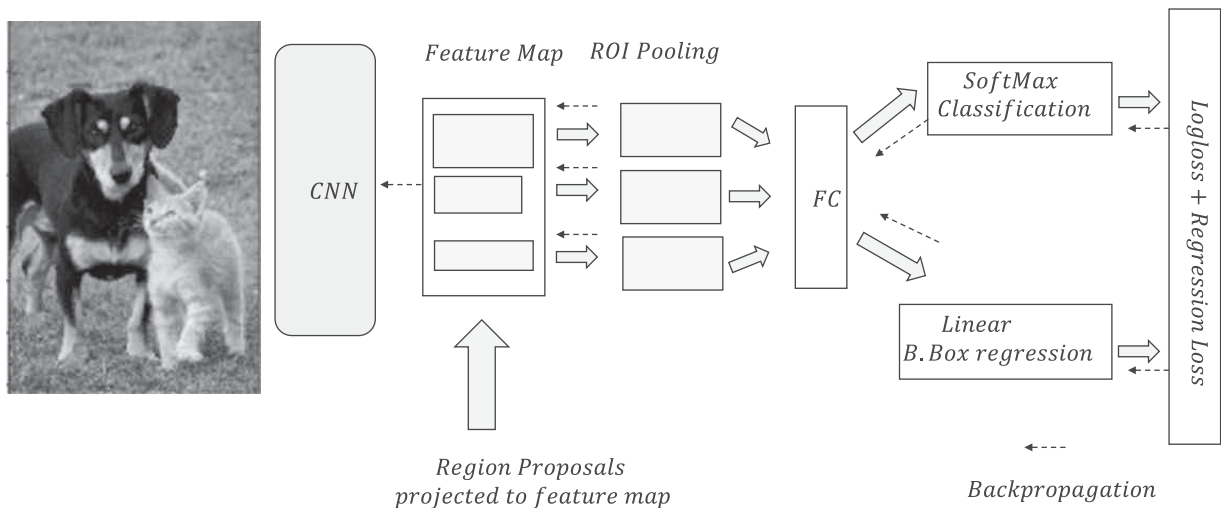 Feature Map
ROI Pooling
SoftMax
Classification
CNN
FC
Logloss + Regression Loss
Linear
B.Box regression
Region Proposals
projected to feature map
Backpropagation